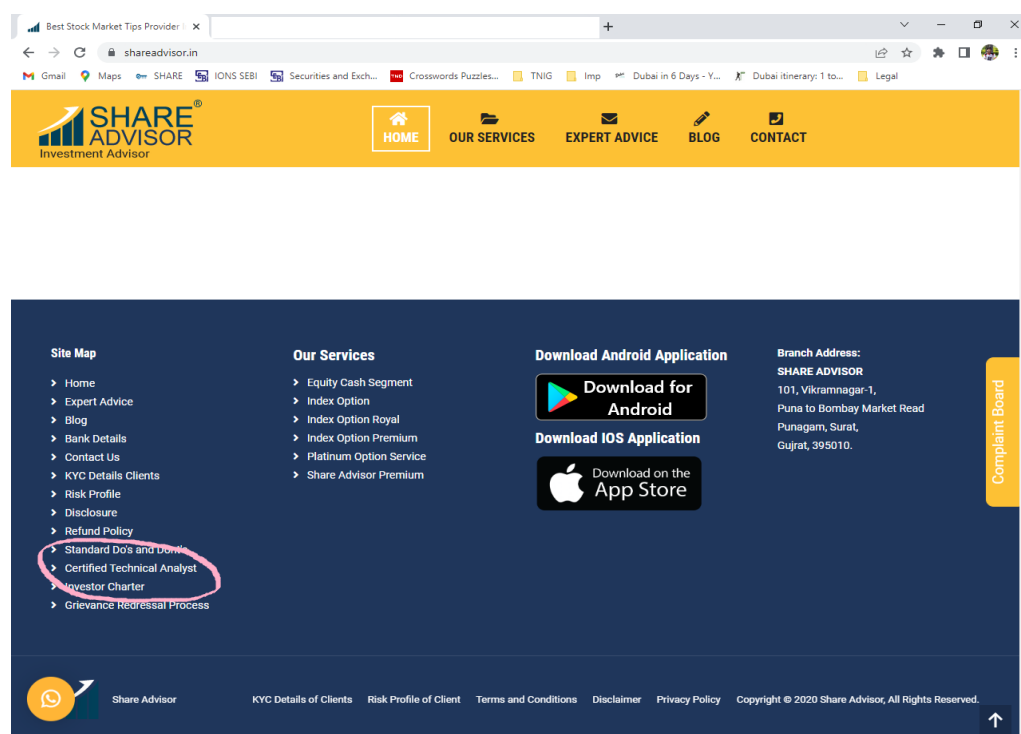 Best Stock Market Tips Provider
shareadvisor.in
Gmail Maps SHARE IONS SEBI Securities and Exch... Crosswords Puzzles... TNIG Imp Dubai in 6 Days - Y... Dubai itinerary: 1 to... Legal
SHARE®
ADVISOR
Investment Advisor
HOME OUR SERVICES EXPERT ADVICE BLOG CONTACT
Site Map
Home
Expert Advice
Blog
Bank Details
Contact Us
KYC Details Clients
Risk Profile
Disclosure
Refund Policy
Standard Do's and Dont's
Certified Technical Analyst
Investor Charter
Grievance Redressal Process
Our Services
Equity Cash Segment
Index Option
Index Option Royal
Index Option Premium
Platinum Option Service
Share Advisor Premium
Download Android Application
Download for
Android
Download IOS Application
Download on the
App Store
Branch Address:
SHARE ADVISOR
101, Vikramnagar-1,
Puna to Bombay Market Read
Punagam, Surat,
Gujrat, 395010.
Complaint Board
Share Advisor KYC Details of Clients Risk Profile of Client Terms and Conditions Disclaimer Privacy Policy Copyright © 2020 Share Advisor, All Rights Reserved.